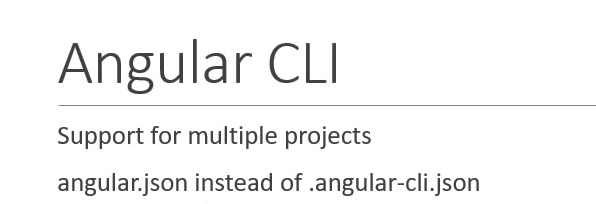 Angular CLI
Support for multiple projects
angular.json instead of .angular-cli.json